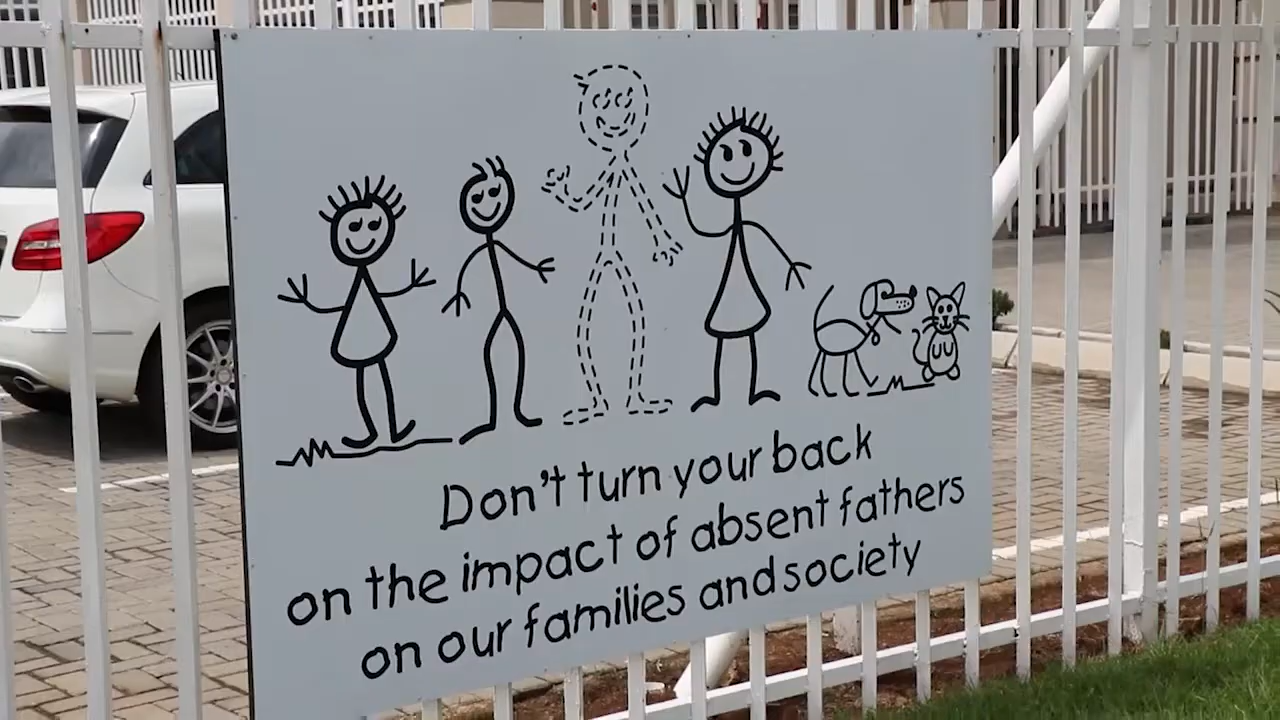 Don't turn your back
on the impact of absent fathers
on our families and society